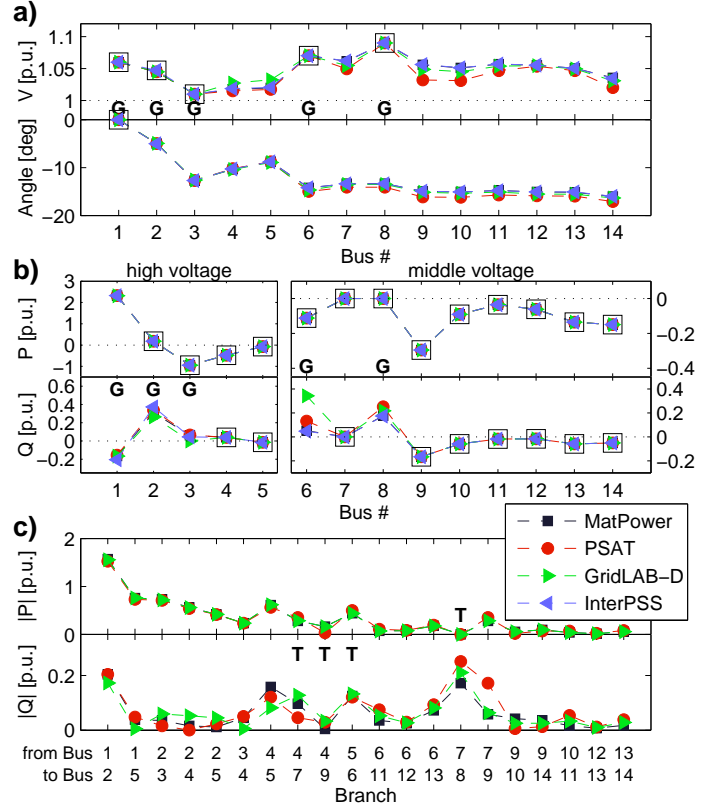 a)
1.1
1.05
1
V [p.u.]
G G G G G
0
−10
−20
Angle [deg]
1 2 3 4 5 6 7 8 9 10 11 12 13 14
Bus #
b)
high voltage middle voltage
3
2
1
0
−1
P [p.u.]
0
−0.2
−0.4
G G
G G G
0.6
0.4
0.2
0
−0.2
Q [p.u.]
0.4
0.2
0
−0.2
1 2 3 4 5 6 7 8 9 10 11 12 13 14
Bus #
MatPower
PSAT
GridLAB−D
InterPSS
c)
2
1
0
|P| [p.u.]
T
T T T
0.2
0
|Q| [p.u.]
from Bus 1 1 2 2 2 3 4 4 4 5 6 6 6 7 7 9 9 10 12 13
to Bus 2 5 3 4 5 4 5 7 9 6 11 12 13 8 9 10 14 11 13 14
Branch